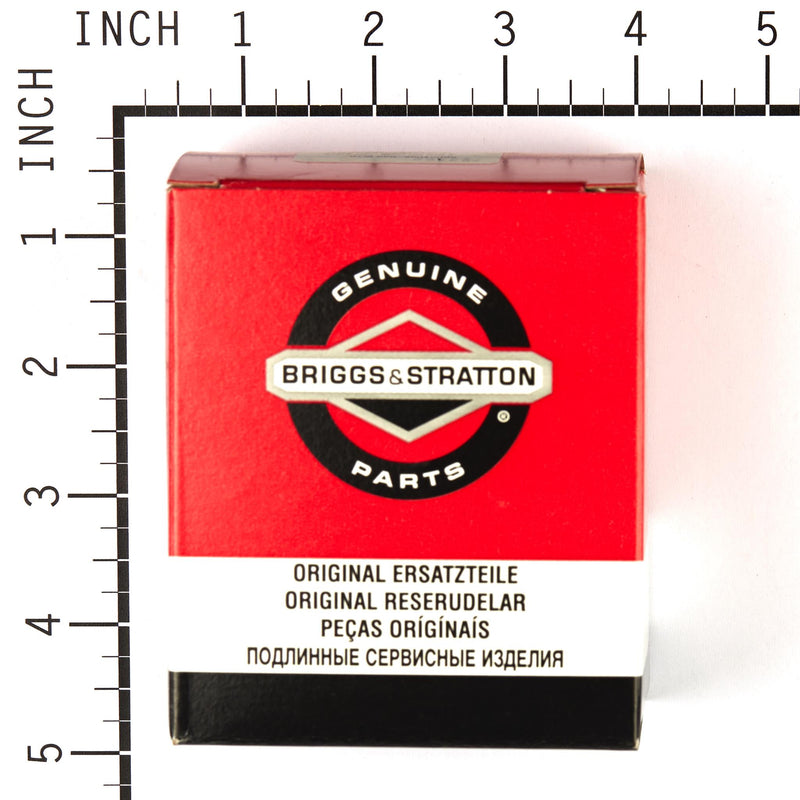 INCH 1 2 3 4 5
INCH
1
2
3
4
5
GENUINE
BRIGGS & STRATTON
®
PARTS
ORIGINAL ERSATZTEILE
ORIGINAL RESERUDELAR
PEÇAS ORÍGÍNAÍS
ПОДЛИННЫЕ СЕРВИСНЫЕ ИЗДЕЛИЯ